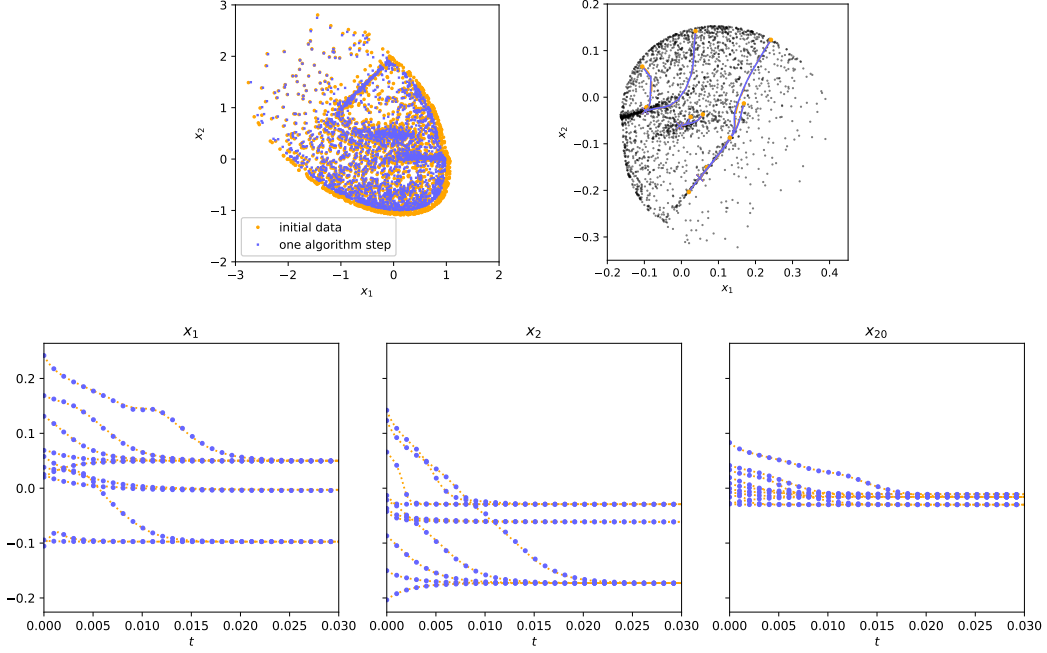 3
2
1
0
−1
−2
x₂
−3 −2 −1 0 1 2
x₁
initial data
one algorithm step
0.2
0.1
0.0
−0.1
−0.2
−0.3
x₂
−0.2 −0.1 0.0 0.1 0.2 0.3 0.4
x₁
x₁
x₂
x₂₀
0.2
0.1
0.0
−0.1
−0.2
0.000 0.005 0.010 0.015 0.020 0.025 0.030
t
0.000 0.005 0.010 0.015 0.020 0.025 0.030
t
0.000 0.005 0.010 0.015 0.020 0.025 0.030
t